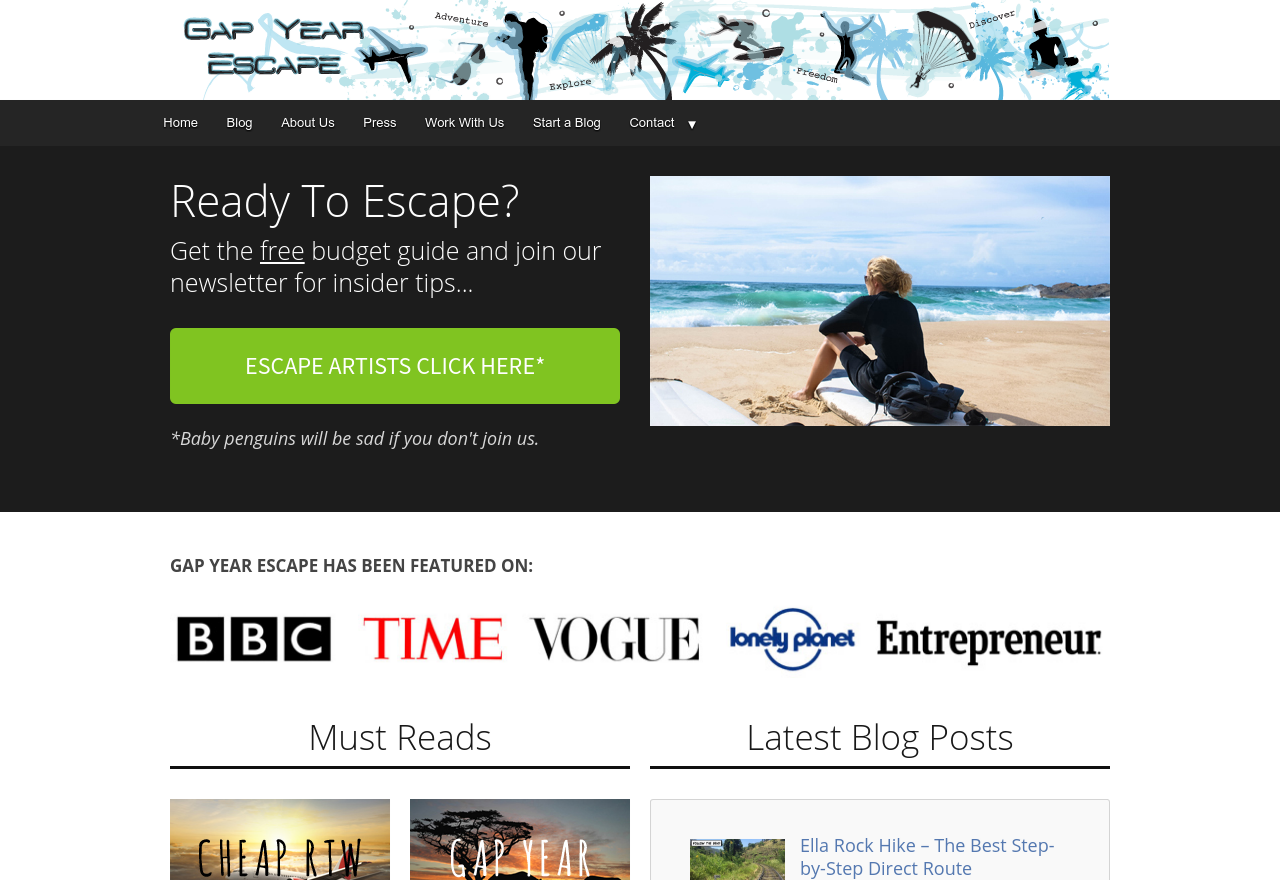 Gap Year
Escape
Adventure
Explore
Freedom
Discover
Home Blog About Us Press Work With Us Start a Blog Contact ▼
Ready To Escape?
Get the free budget guide and join our
newsletter for insider tips...
ESCAPE ARTISTS CLICK HERE*
*Baby penguins will be sad if you don't join us.
GAP YEAR ESCAPE HAS BEEN FEATURED ON:
BBC TIME VOGUE lonely planet Entrepreneur
Must Reads
CHEAP RTW
GAP YEAR
Latest Blog Posts
Ella Rock Hike – The Best Step-
by-Step Direct Route